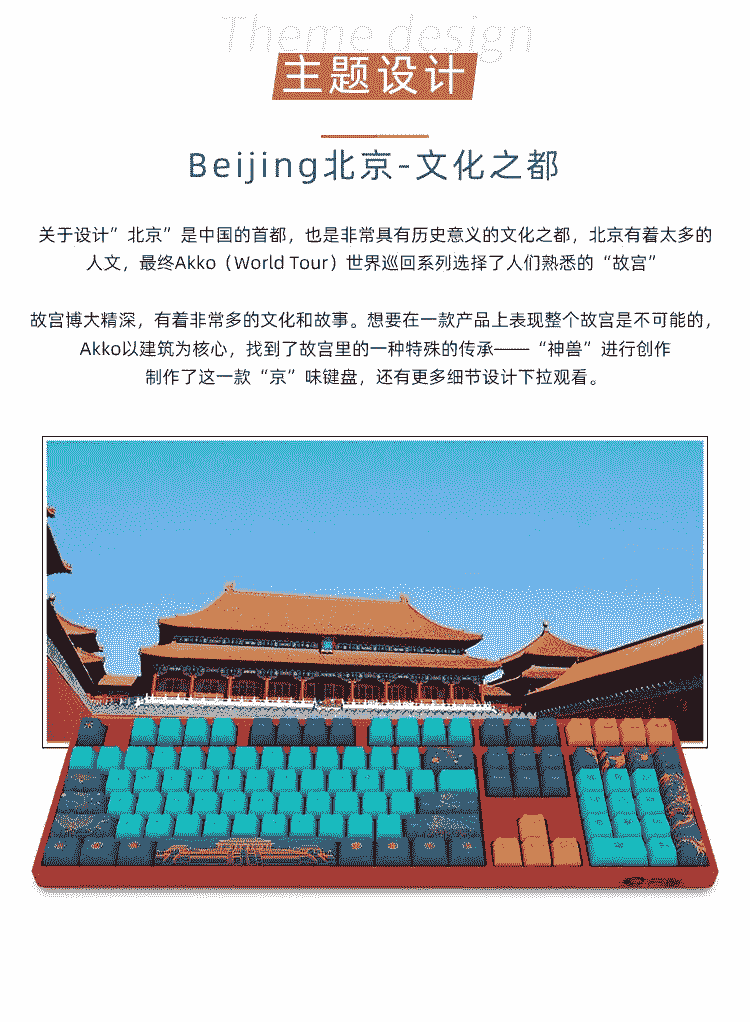 Theme design
主题设计
Beijing北京-文化之都
关于设计”北京”是中国的首都，也是非常具有历史意义的文化之都，北京有着太多的
人文，最终Akko（World Tour）世界巡回系列选择了人们熟悉的“故宫”
故宫博大精深，有着非常多的文化和故事。想要在一款产品上表现整个故宫是不可能的，
Akko以建筑为核心，找到了故宫里的一种特殊的传承——“神兽”进行创作
制作了这一款“京”味键盘，还有更多细节设计下拉观看。